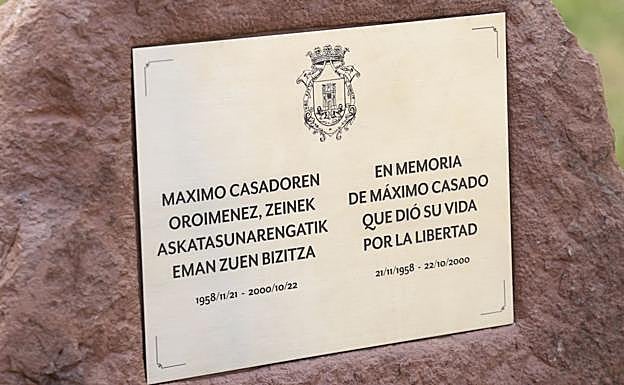 MAXIMO CASADOREN
OROIMENEZ, ZEINEK
ASKATASUNARENGATIK
EMAN ZUEN BIZITZA
1958/11/21 - 2000/10/22
EN MEMORIA
DE MÁXIMO CASADO
QUE DIÓ SU VIDA
POR LA LIBERTAD
21/11/1958 - 22/10/2000